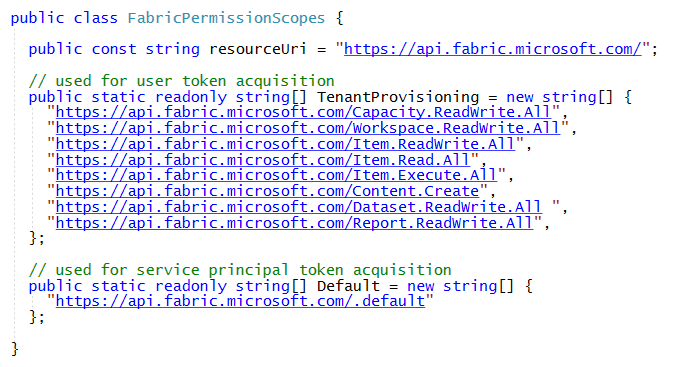 public class FabricPermissionScopes {
public const string resourceUri = "https://api.fabric.microsoft.com/";
// used for user token acquisition
public static readonly string[] TenantProvisioning = new string[] {
"https://api.fabric.microsoft.com/Capacity.ReadWrite.All",
"https://api.fabric.microsoft.com/Workspace.ReadWrite.All",
"https://api.fabric.microsoft.com/Item.ReadWrite.All",
"https://api.fabric.microsoft.com/Item.Read.All",
"https://api.fabric.microsoft.com/Item.Execute.All",
"https://api.fabric.microsoft.com/Content.Create",
"https://api.fabric.microsoft.com/Dataset.ReadWrite.All ",
"https://api.fabric.microsoft.com/Report.ReadWrite.All",
};
// used for service principal token acquisition
public static readonly string[] Default = new string[] {
"https://api.fabric.microsoft.com/.default"
};
}